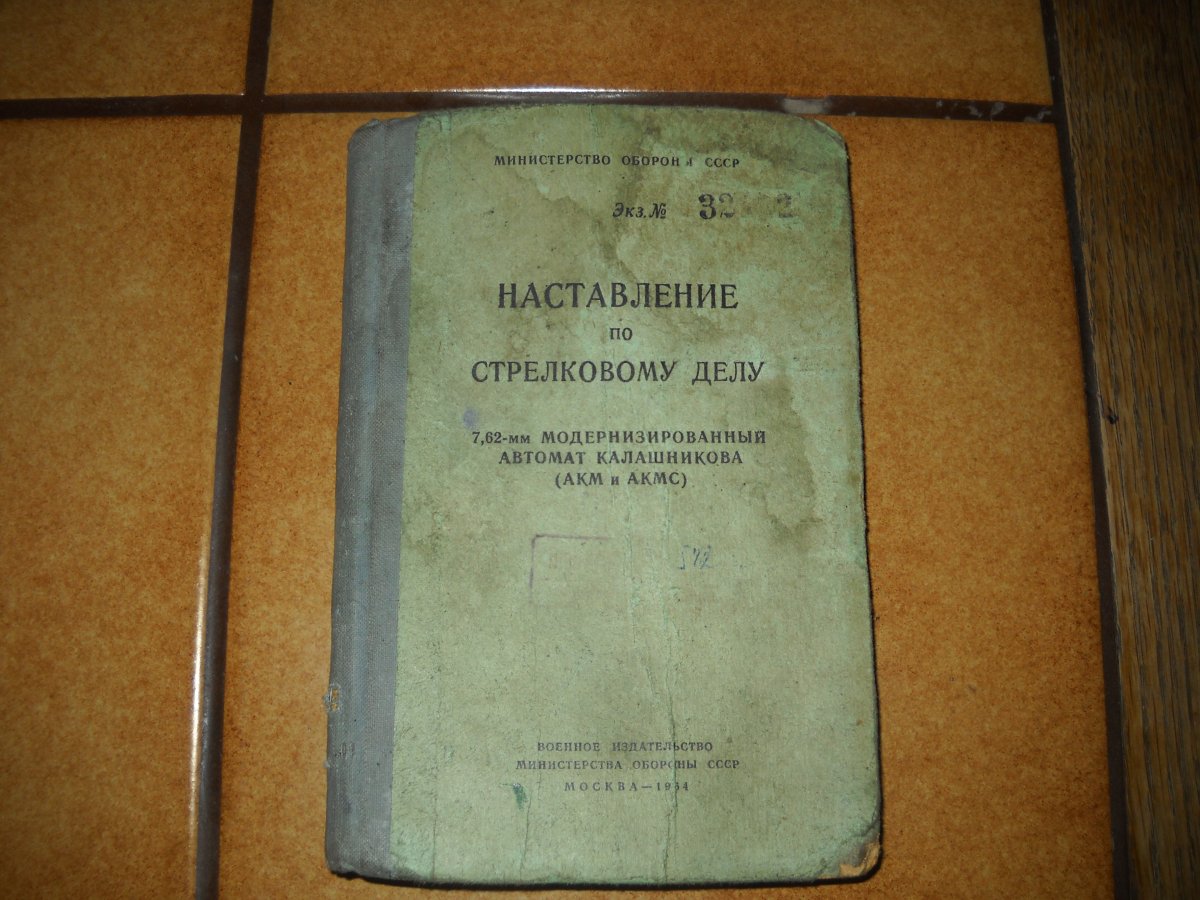 МИНИСТЕРСТВО ОБОРОНЫ СССР
Экз. №
НАСТАВЛЕНИЕ
ПО
СТРЕЛКОВОМУ ДЕЛУ
7,62-мм МОДЕРНИЗИРОВАННЫЙ
АВТОМАТ КАЛАШНИКОВА
(АКМ и АКМС)
ВОЕННОЕ ИЗДАТЕЛЬСТВО
МИНИСТЕРСТВА ОБОРОНЫ СССР
МОСКВА—